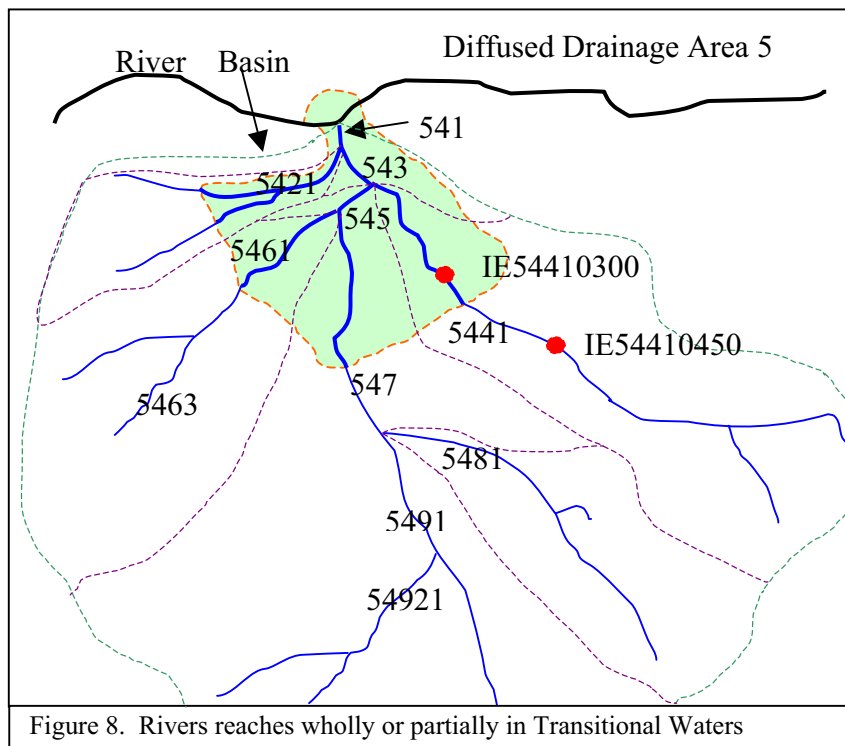 Diffused Drainage Area 5
River Basin
541
543
5421
545
5461
IE54410300
5441
IE54410450
547
5463
5481
5491
54921
Figure 8. Rivers reaches wholly or partially in Transitional Waters